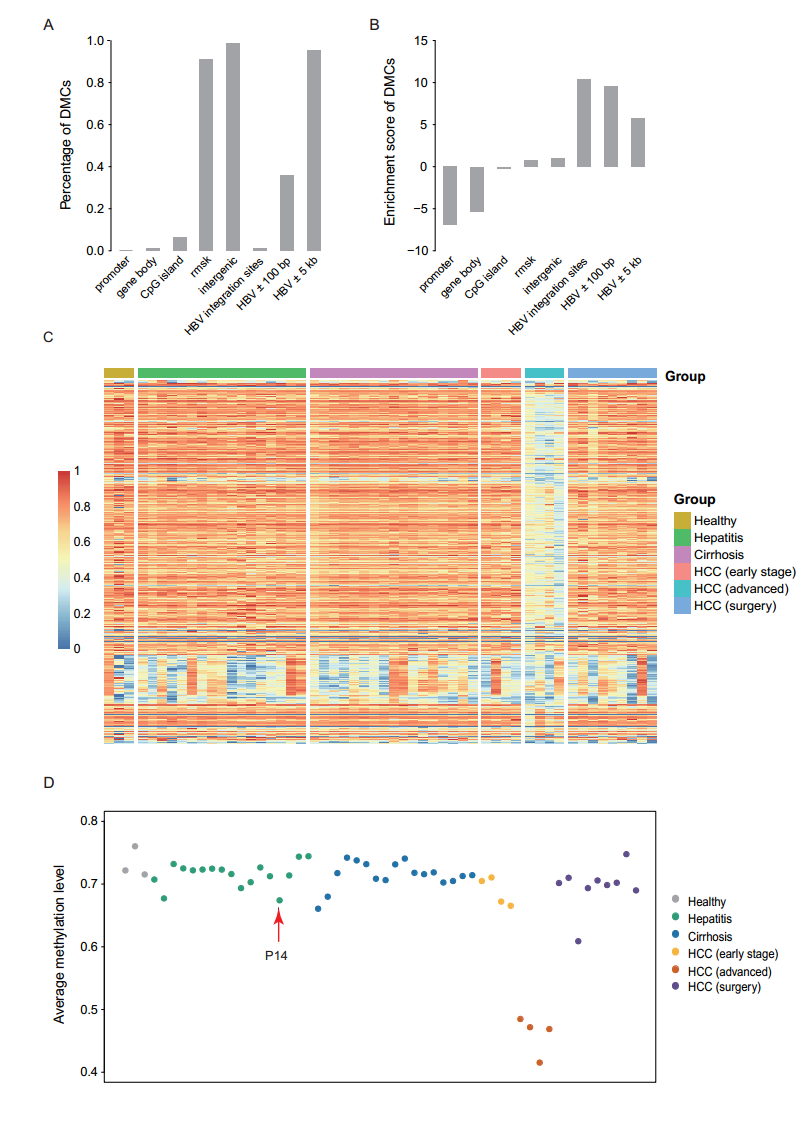 A
B
Percentage of DMCs
1.0
0.8
0.6
0.4
0.2
0.0
promoter
gene body
CpG island
rmsk
intergenic
HBV integration sites
HBV ± 100 bp
HBV ± 5 kb
Enrichment score of DMCs
15
10
5
0
−5
−10
promoter
gene body
CpG island
rmsk
intergenic
HBV integration sites
HBV ± 100 bp
HBV ± 5 kb
C
Group
1
0.8
0.6
0.4
0.2
0
Group
Healthy
Hepatitis
Cirrhosis
HCC (early stage)
HCC (advanced)
HCC (surgery)
D
Average methylation level
0.8
0.7
0.6
0.5
0.4
P14
Healthy
Hepatitis
Cirrhosis
HCC (early stage)
HCC (advanced)
HCC (surgery)